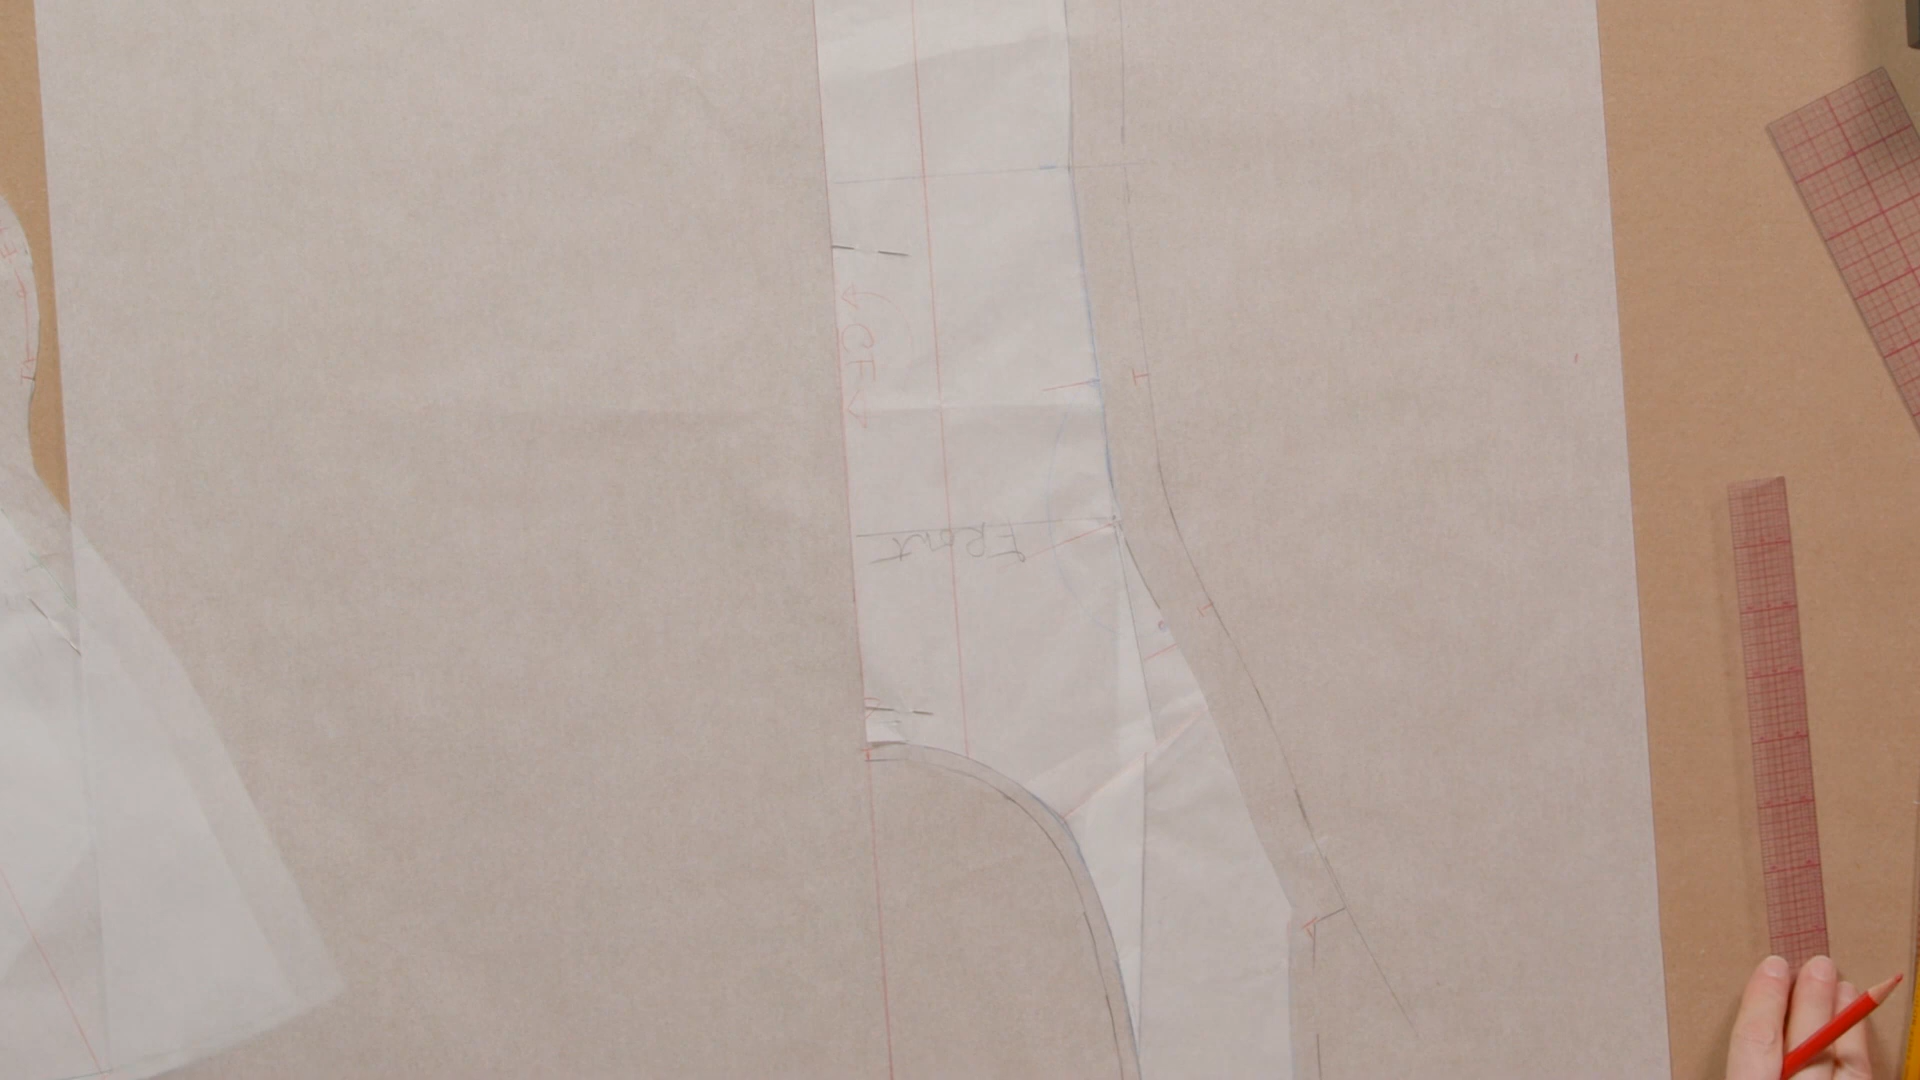 ← CF →
Front